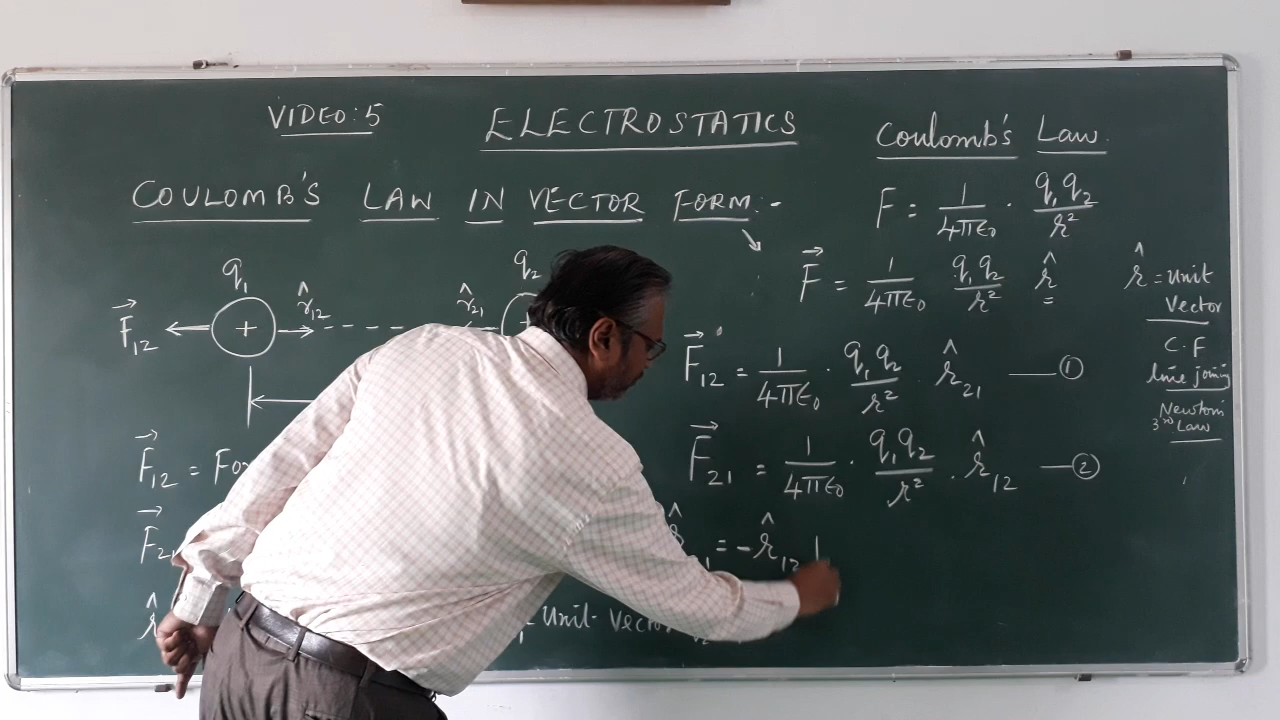 VIDEO:5
ELECTROSTATICS
Coulomb's Law.
COULOMB'S LAW IN VECTOR FORM:-
F = 1/4πε₀ · q₁q₂/r²
F⃗ = 1/4πε₀ q₁q₂/r² r̂
r̂ = Unit Vector
C.F
line joining
Newton's
3rd Law
q₁
q₂
F⃗₁₂
+
r̂₁₂
r̂₂₁
F⃗₁₂ = 1/4πε₀ · q₁q₂/r² · r̂₂₁ —①
F⃗₁₂ =
F⃗₂₁ = 1/4πε₀ · q₁q₂/r² · r̂₁₂ —②
F⃗₂₁
= -r̂₁₂
r̂
Unit Vector